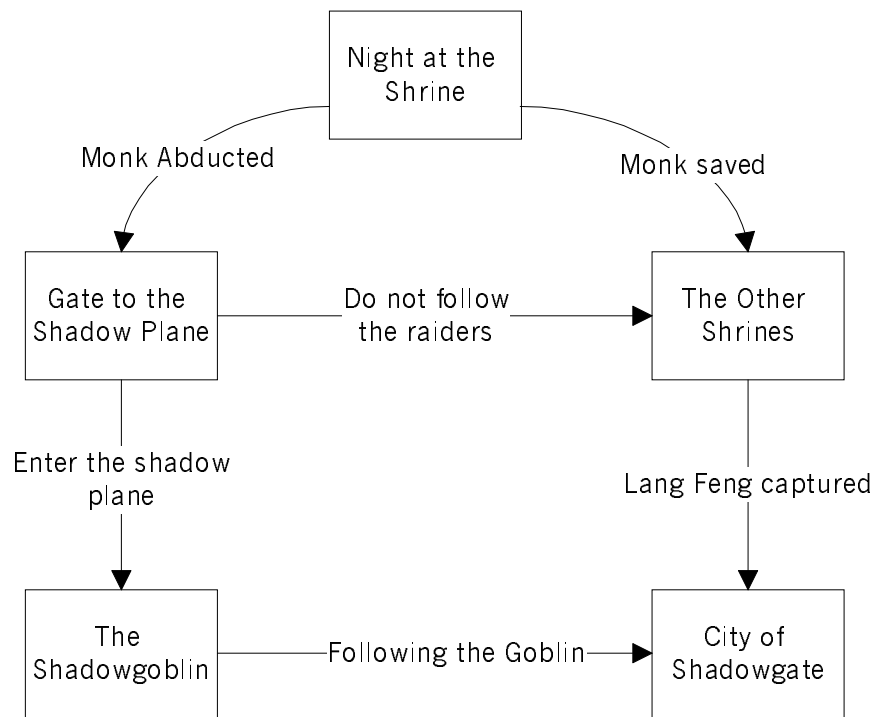 Night at the
Shrine
Monk Abducted
Monk saved
Gate to the
Shadow Plane
Do not follow
the raiders
The Other
Shrines
Enter the shadow
plane
Lang Feng captured
The
Shadowgoblin
Following the Goblin
City of
Shadowgate